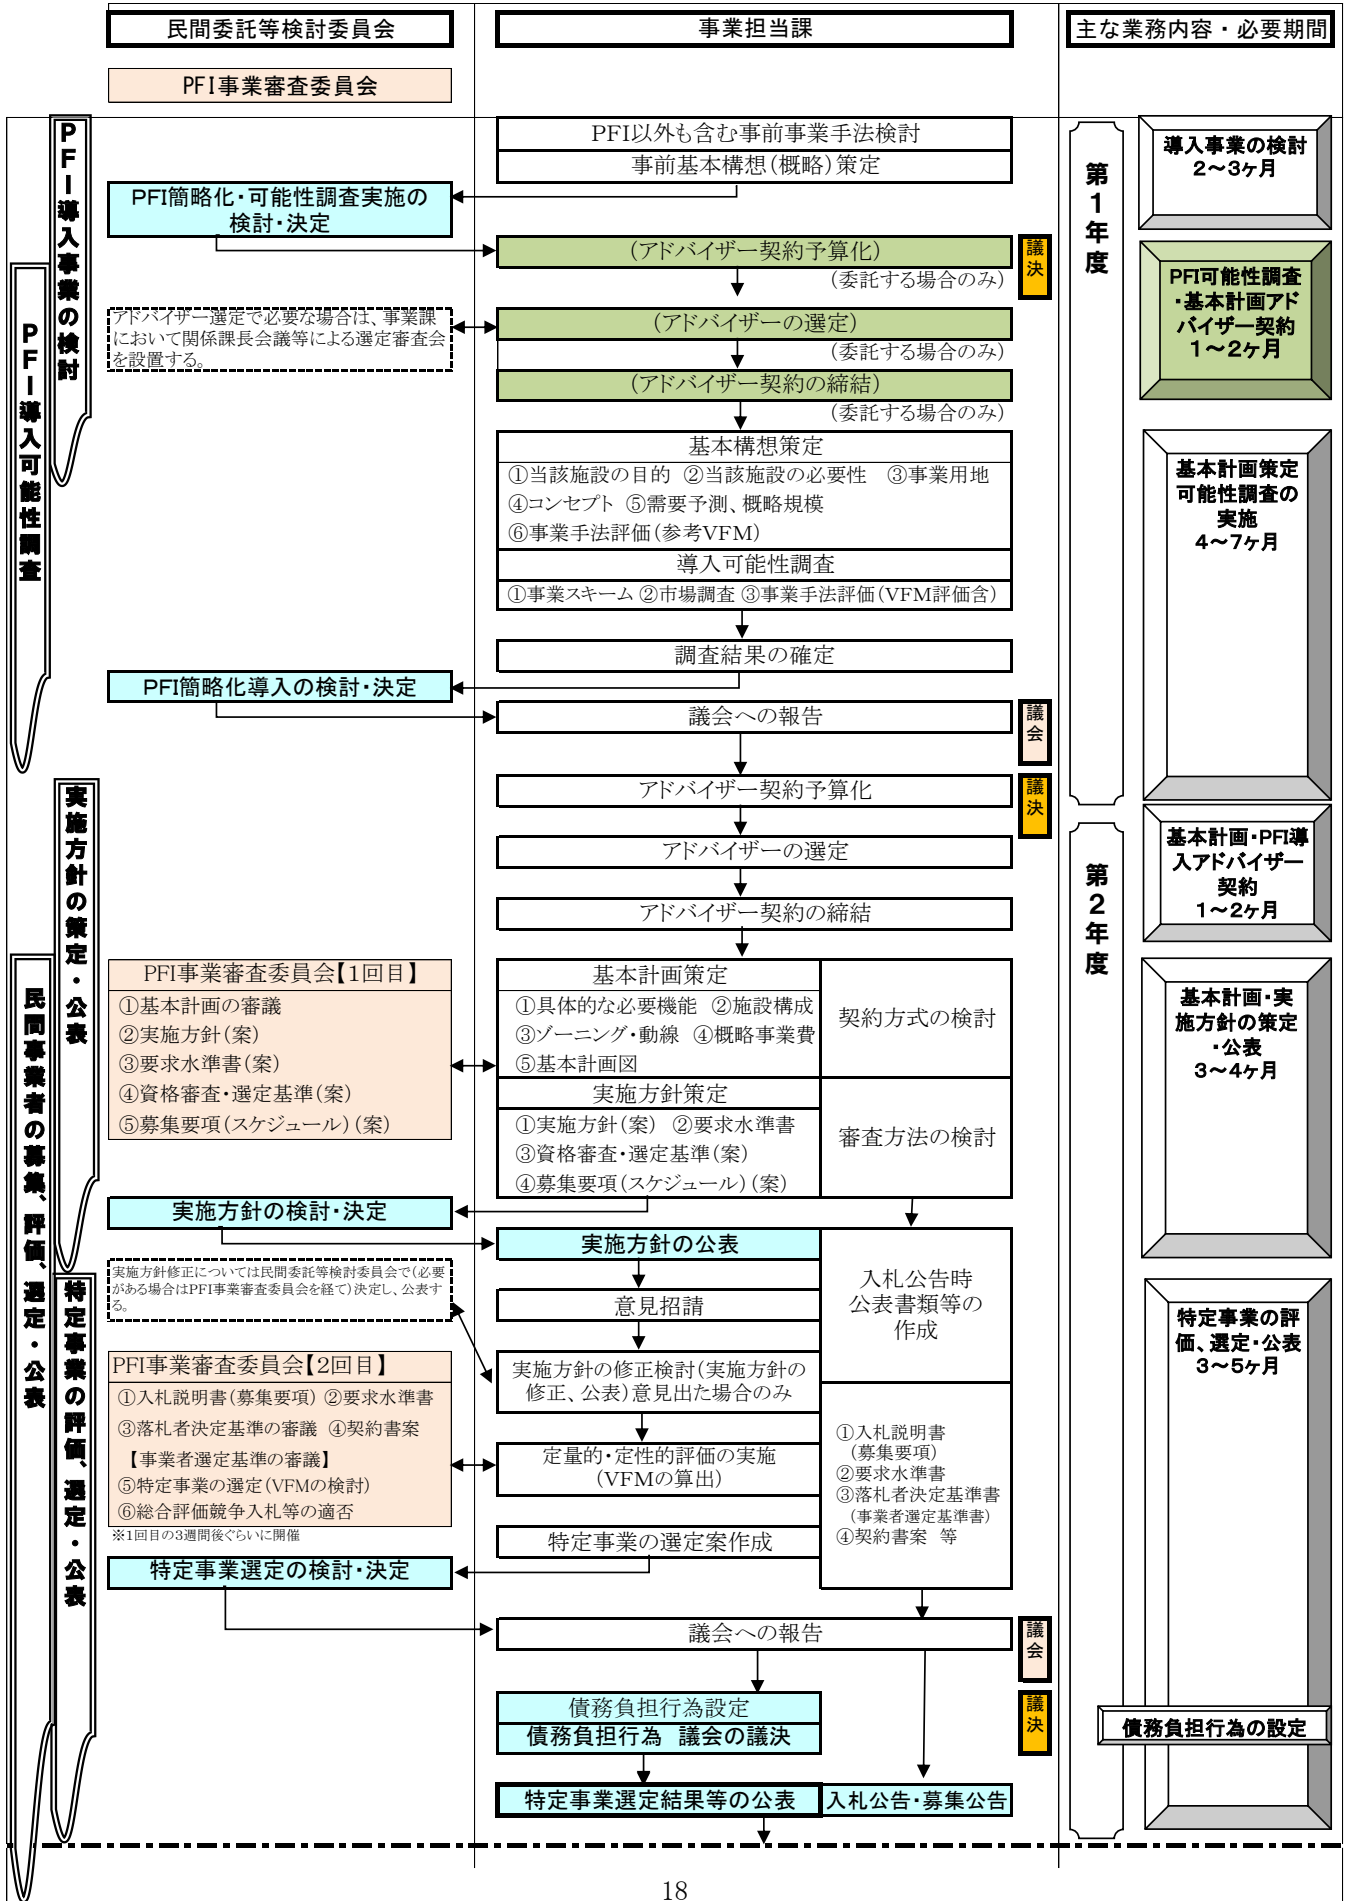 民間委託等検討委員会
事業担当課
主な業務内容・必要期間
PFI事業審査委員会
PFI導入事業の検討
PFI導入可能性調査
PFI以外も含む事前事業手法検討
事前基本構想(概略)策定
PFI簡略化・可能性調査実施の
検討・決定
(アドバイザー契約予算化)
議決
(委託する場合のみ)
アドバイザー選定で必要な場合は、事業課
において関係課長会議等による選定審査会
を設置する。
(アドバイザーの選定)
(委託する場合のみ)
(アドバイザー契約の締結)
(委託する場合のみ)
基本構想策定
①当該施設の目的 ②当該施設の必要性 ③事業用地
④コンセプト ⑤需要予測、概略規模
⑥事業手法評価(参考VFM)
導入可能性調査
①事業スキーム ②市場調査 ③事業手法評価(VFM評価含)
調査結果の確定
PFI簡略化導入の検討・決定
議会への報告
議会
第1年度
導入事業の検討
2~3ヶ月
PFI可能性調査
・基本計画アド
バイザー契約
1~2ヶ月
基本計画策定
可能性調査の
実施
4~7ヶ月
実施方針の策定・公表
民間事業者の募集、評価、選定・公表
アドバイザー契約予算化
議決
アドバイザーの選定
アドバイザー契約の締結
第2年度
基本計画・PFI導
入アドバイザー
契約
1~2ヶ月
PFI事業審査委員会【1回目】
①基本計画の審議
②実施方針(案)
③要求水準書(案)
④資格審査・選定基準(案)
⑤募集要項(スケジュール)(案)
基本計画策定
①具体的な必要機能 ②施設構成
③ゾーニング・動線 ④概略事業費
⑤基本計画図
契約方式の検討
実施方針策定
①実施方針(案) ②要求水準書
③資格審査・選定基準(案)
④募集要項(スケジュール)(案)
審査方法の検討
基本計画・実
施方針の策定
・公表
3~4ヶ月
実施方針の検討・決定
実施方針の公表
実施方針修正については民間委託等検討委員会で(必要
がある場合はPFI事業審査委員会を経て)決定し、公表す
る。
意見招請
入札公告時
公表書類等の
作成
特定事業の評価、選定・公表
PFI事業審査委員会【2回目】
①入札説明書(募集要項) ②要求水準書
③落札者決定基準の審議 ④契約書案
【事業者選定基準の審議】
⑤特定事業の選定(VFMの検討)
⑥総合評価競争入札等の適否
※1回目の3週間後ぐらいに開催
実施方針の修正検討(実施方針の
修正、公表)意見出た場合のみ
定量的・定性的評価の実施
(VFMの算出)
特定事業の選定案作成
①入札説明書
(募集要項)
②要求水準書
③落札者決定基準書
(事業者選定基準書)
④契約書案 等
特定事業の評
価、選定・公表
3~5ヶ月
特定事業選定の検討・決定
議会への報告
議会
債務負担行為設定
債務負担行為 議会の議決
議決
債務負担行為の設定
特定事業選定結果等の公表
入札公告・募集公告
18